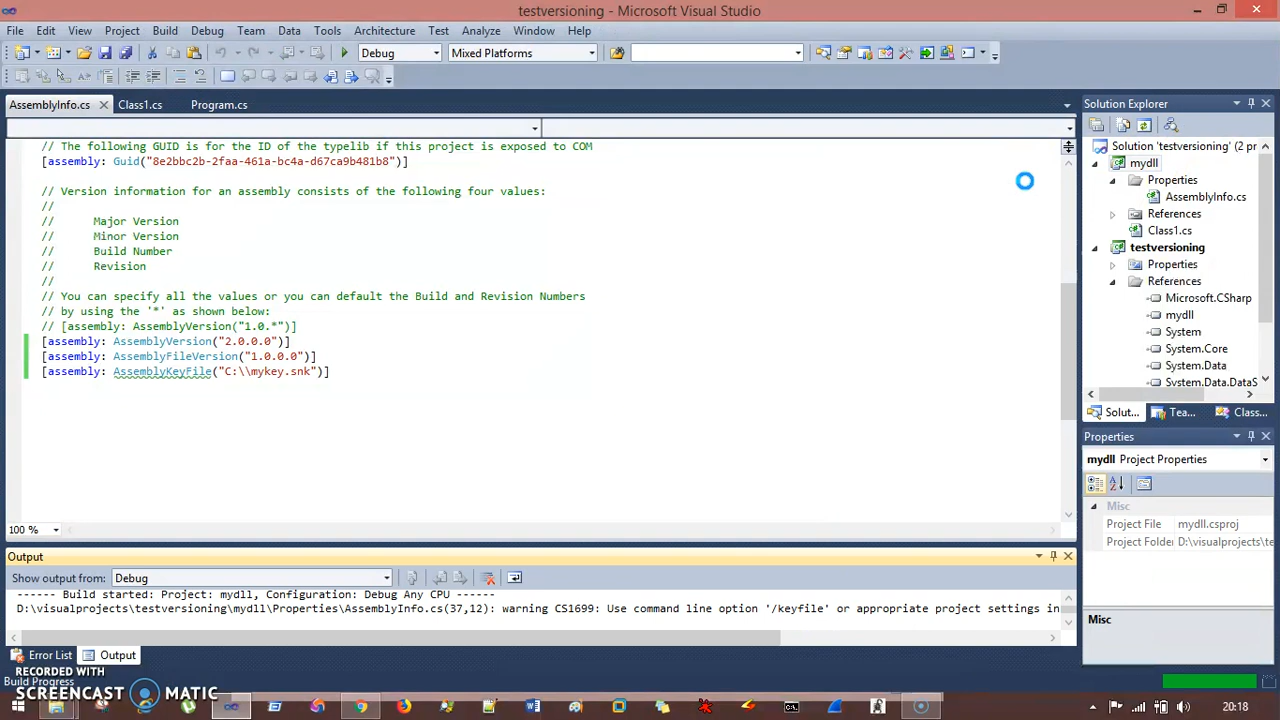 testversioning - Microsoft Visual Studio
File Edit View Project Build Debug Team Data Tools Architecture Test Analyze Window Help
Debug Mixed Platforms
AssemblyInfo.cs Class1.cs Program.cs
// The following GUID is for the ID of the typelib if this project is exposed to COM
[assembly: Guid("8e2bbc2b-2faa-461a-bc4a-d67ca9b481b8")]
// Version information for an assembly consists of the following four values:
//
// Major Version
// Minor Version
// Build Number
// Revision
//
// You can specify all the values or you can default the Build and Revision Numbers
// by using the '*' as shown below:
// [assembly: AssemblyVersion("1.0.*")]
[assembly: AssemblyVersion("2.0.0.0")]
[assembly: AssemblyFileVersion("1.0.0.0")]
[assembly: AssemblyKeyFile("C:\\mykey.snk")]
100 %
Solution Explorer
Solution 'testversioning' (2 pr
mydll
Properties
AssemblyInfo.cs
References
Class1.cs
testversioning
Properties
References
Microsoft.CSharp
mydll
System
System.Core
System.Data
System.Data.DataS
Solut... Tea... Class...
Properties
mydll Project Properties
Misc
Project File mydll.csproj
Project Folder D:\visualprojects\te
Misc
Output
Show output from: Debug
------ Build started: Project: mydll, Configuration: Debug Any CPU ------
D:\visualprojects\testversioning\mydll\Properties\AssemblyInfo.cs(37,12): warning CS1699: Use command line option '/keyfile' or appropriate project settings in
Error List Output
Build Progress
RECORDED WITH
SCREENCAST MATIC
20:18